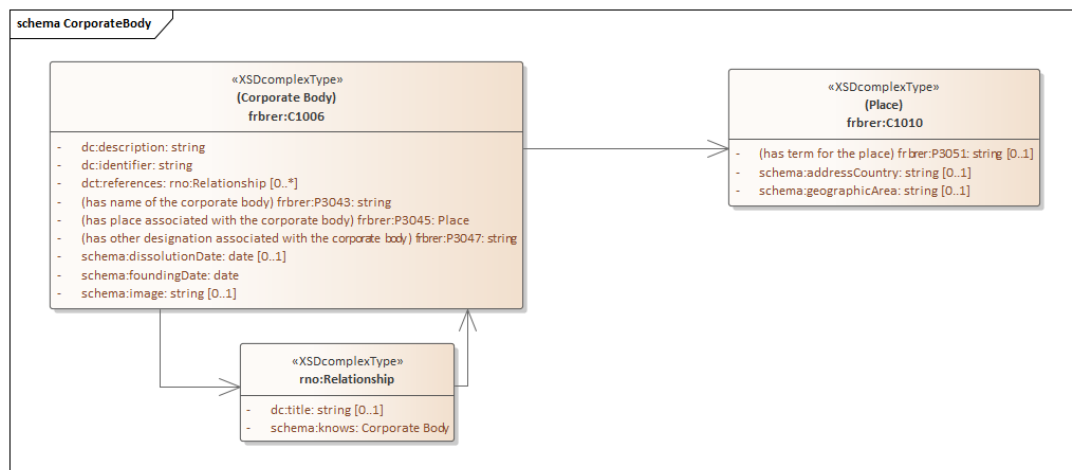 schema CorporateBody
«XSDcomplexType»
(Corporate Body)
frbrer:C1006
- dc:description: string
- dc:identifier: string
- dct:references: rno:Relationship [0..*]
- (has name of the corporate body) frbrer:P3043: string
- (has place associated with the corporate body) frbrer:P3045: Place
- (has other designation associated with the corporate body) frbrer:P3047: string
- schema:dissolutionDate: date [0..1]
- schema:foundingDate: date
- schema:image: string [0..1]
«XSDcomplexType»
(Place)
frbrer:C1010
- (has term for the place) frbrer:P3051: string [0..1]
- schema:addressCountry: string [0..1]
- schema:geographicArea: string [0..1]
«XSDcomplexType»
rno:Relationship
- dc:title: string [0..1]
- schema:knows: Corporate Body